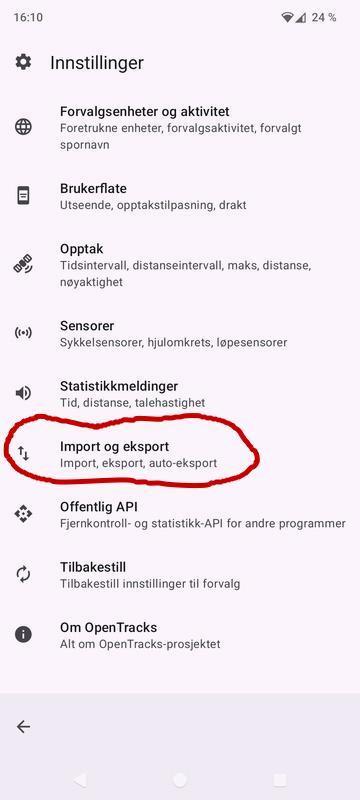 16:10
24 %
Innstillinger
Forvalgsenheter og aktivitet
Foretrukne enheter, forvalgsaktivitet, forvalgt
spornavn
Brukerflate
Utseende, opptakstilpasning, drakt
Opptak
Tidsintervall, distanseintervall, maks, distanse,
nøyaktighet
Sensorer
Sykkelsensorer, hjulomkrets, løpesensorer
Statistikkmeldinger
Tid, distanse, talehastighet
Import og eksport
Import, eksport, auto-eksport
Offentlig API
Fjernkontroll- og statistikk-API for andre programmer
Tilbakestill
Tilbakestill innstillinger til forvalg
Om OpenTracks
Alt om OpenTracks-prosjektet